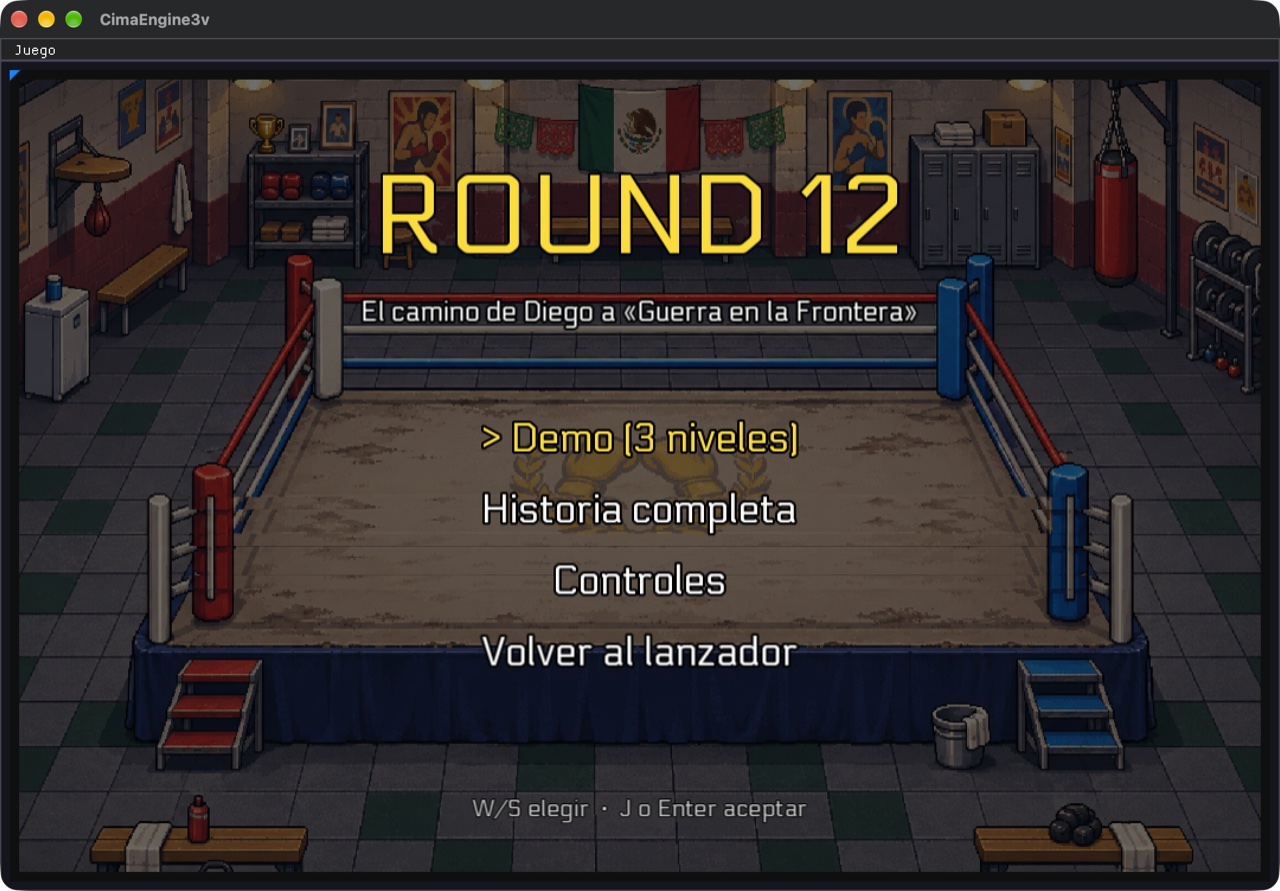 CimaEngine3v
Juego
ROUND 12
El camino de Diego a «Guerra en la Frontera»
> Demo (3 niveles)
Historia completa
Controles
Volver al lanzador
W/S elegir · J o Enter aceptar